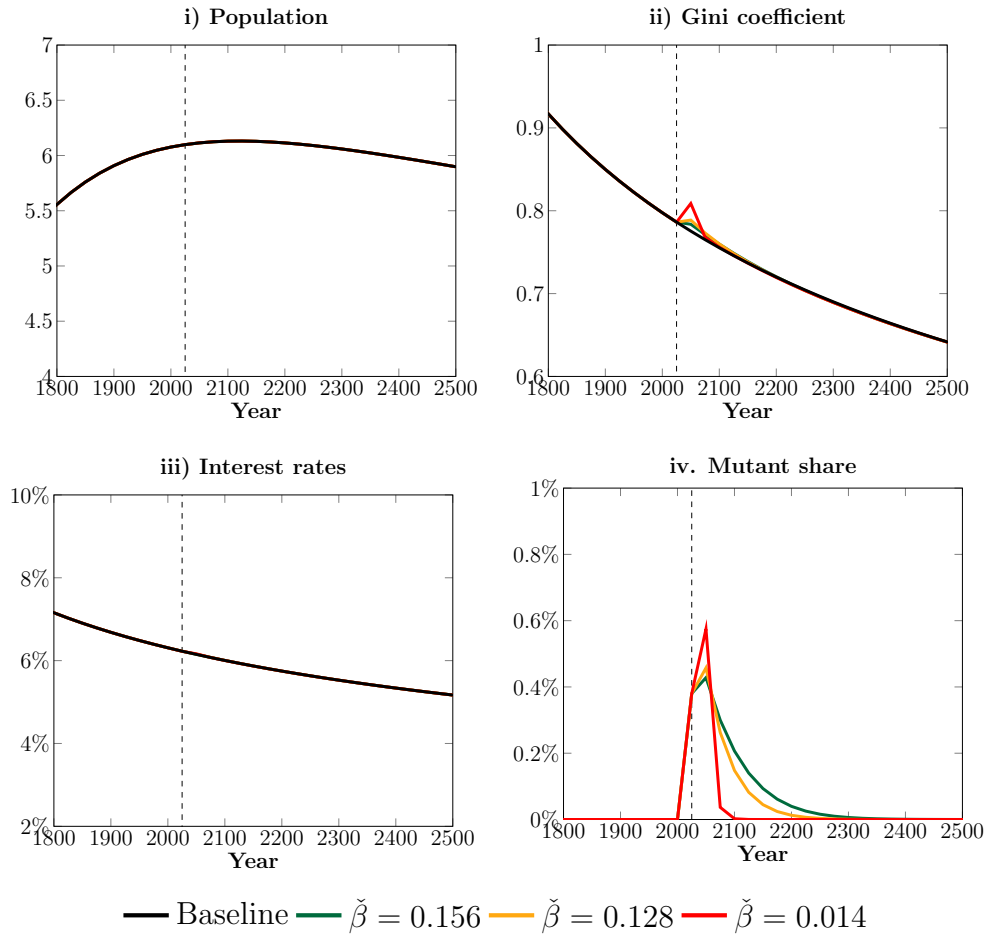 i) Population
7
6.5
6
5.5
5
4.5
4
1800 1900 2000 2100 2200 2300 2400 2500
Year
ii) Gini coefficient
1
0.9
0.8
0.7
0.6
1800 1900 2000 2100 2200 2300 2400 2500
Year
iii) Interest rates
10%
8%
6%
4%
2%
1800 1900 2000 2100 2200 2300 2400 2500
Year
iv. Mutant share
1%
0.8%
0.6%
0.4%
0.2%
0%
1800 1900 2000 2100 2200 2300 2400 2500
Year
Baseline β̌ = 0.156 β̌ = 0.128 β̌ = 0.014